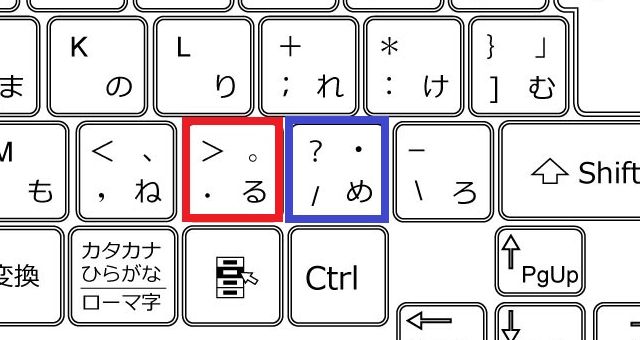 K
L
+
*
} 」
ま
の
り
; れ
: け
] む
M
< 、
> 。
? ・
_
も
, ね
. る
/ め
\ ろ
Shift
変換
カタカナ
ひらがな
ローマ字
Ctrl
PgUp